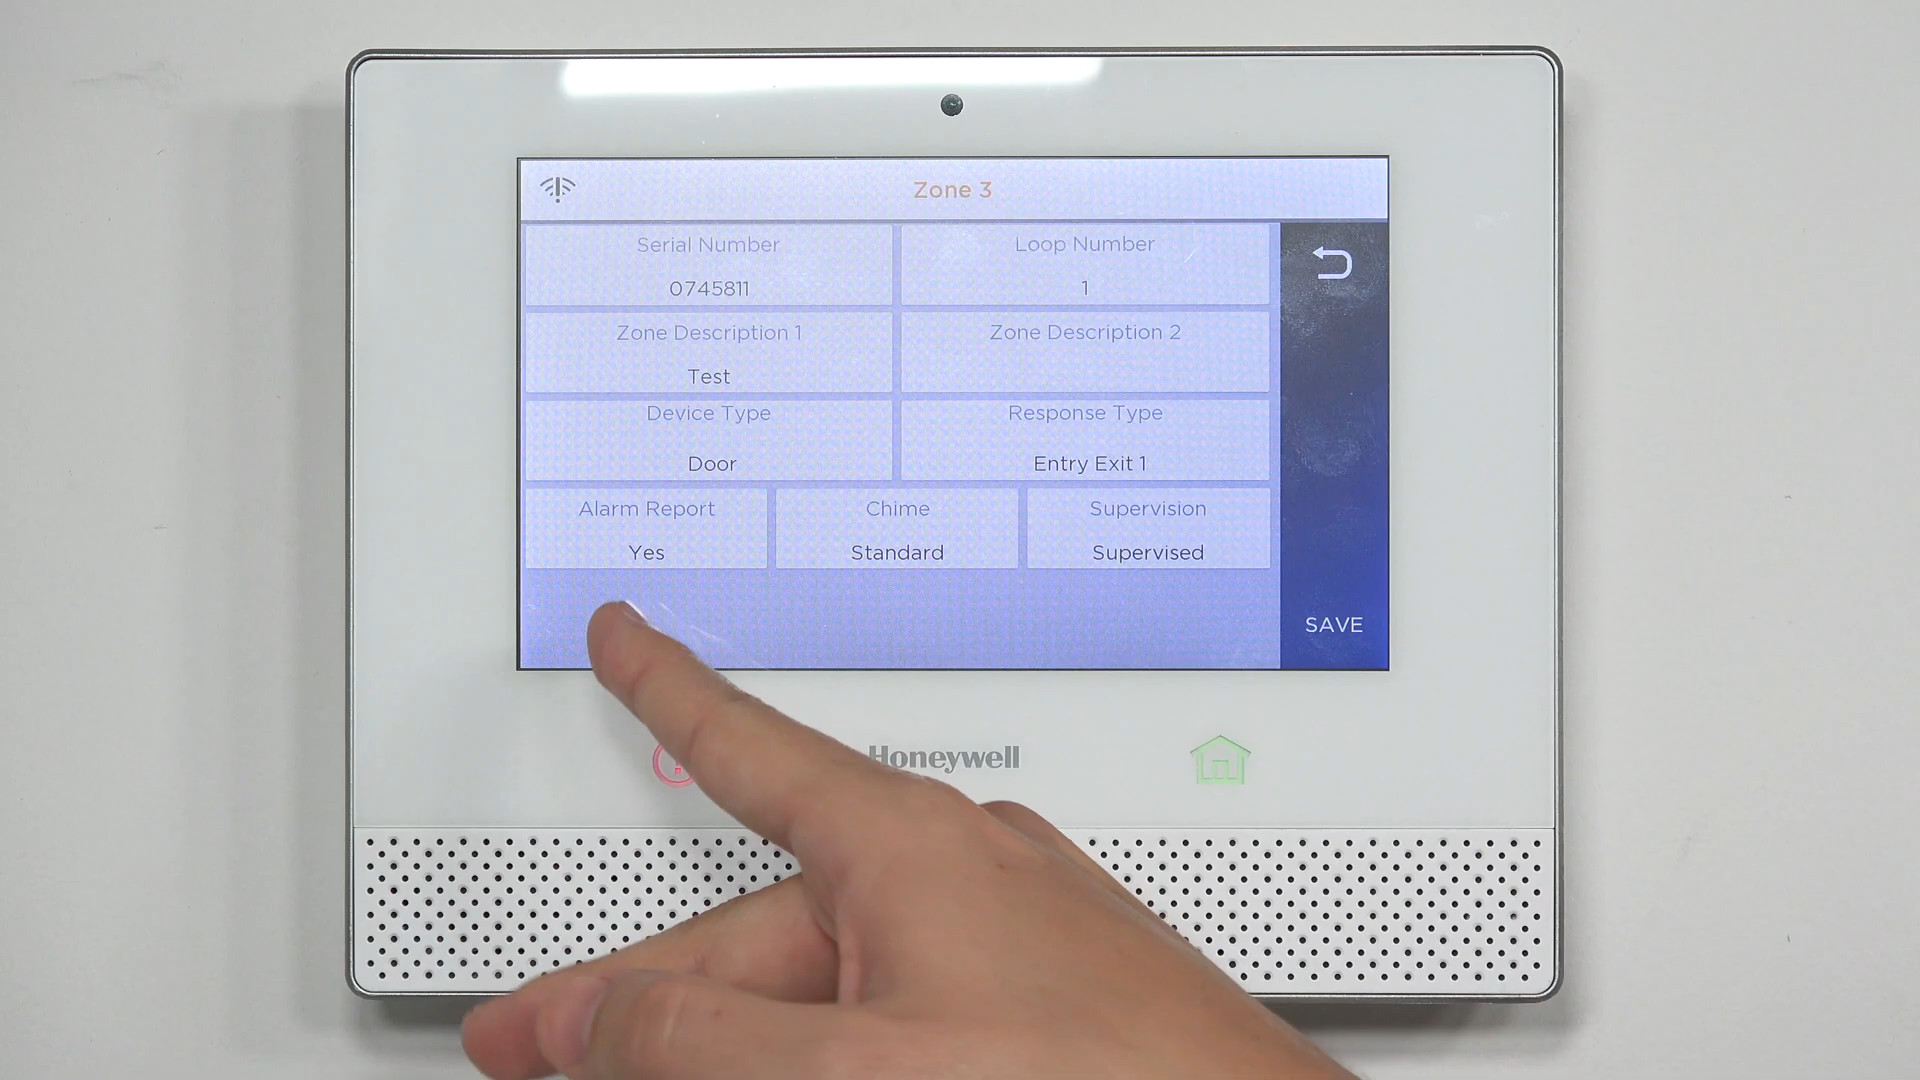 Zone 3
Serial Number
0745811
Loop Number
1
Zone Description 1
Test
Zone Description 2
Device Type
Door
Response Type
Entry Exit 1
Alarm Report
Yes
Chime
Standard
Supervision
Supervised
SAVE
Honeywell